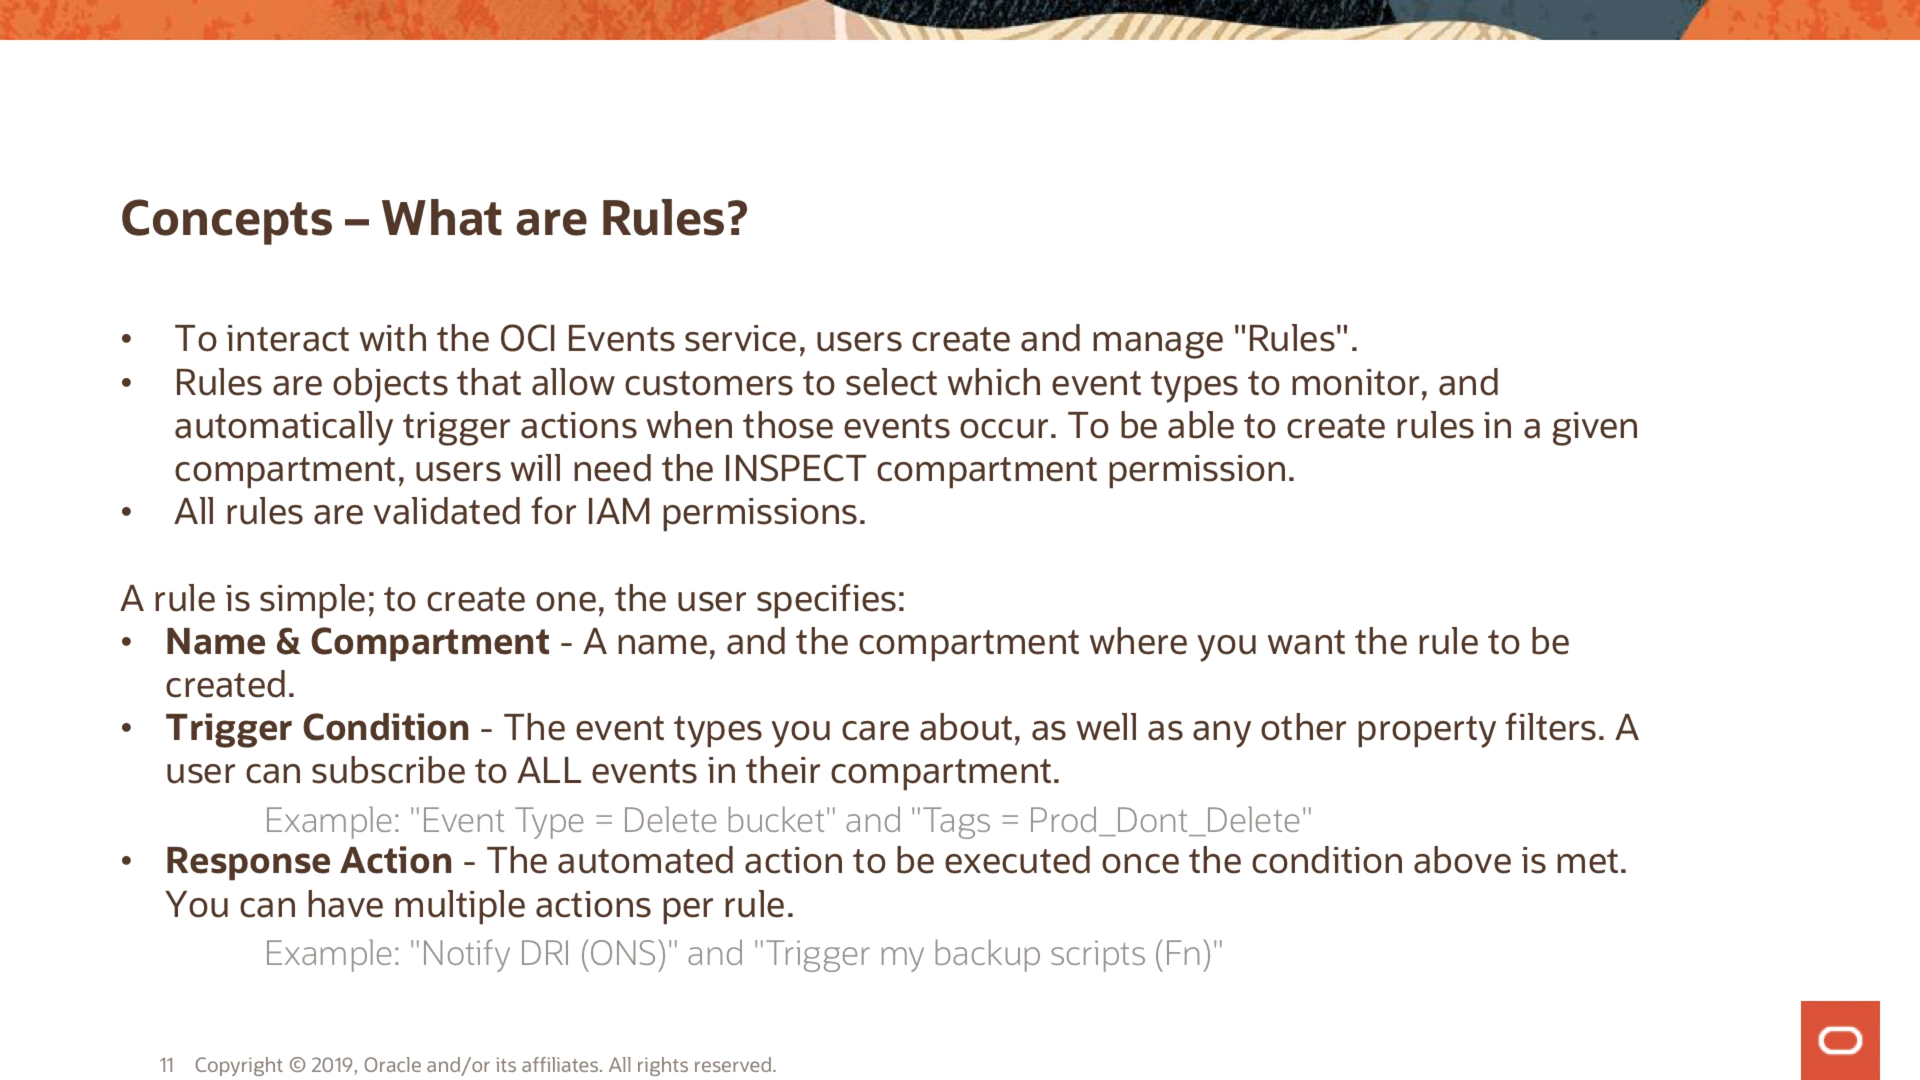 Concepts – What are Rules?
• To interact with the OCI Events service, users create and manage "Rules".
• Rules are objects that allow customers to select which event types to monitor, and
automatically trigger actions when those events occur. To be able to create rules in a given
compartment, users will need the INSPECT compartment permission.
• All rules are validated for IAM permissions.
A rule is simple; to create one, the user specifies:
• Name & Compartment - A name, and the compartment where you want the rule to be
created.
• Trigger Condition - The event types you care about, as well as any other property filters. A
user can subscribe to ALL events in their compartment.
Example: "Event Type = Delete bucket" and "Tags = Prod_Dont_Delete"
• Response Action - The automated action to be executed once the condition above is met.
You can have multiple actions per rule.
Example: "Notify DRI (ONS)" and "Trigger my backup scripts (Fn)"
11 Copyright © 2019, Oracle and/or its affiliates. All rights reserved.